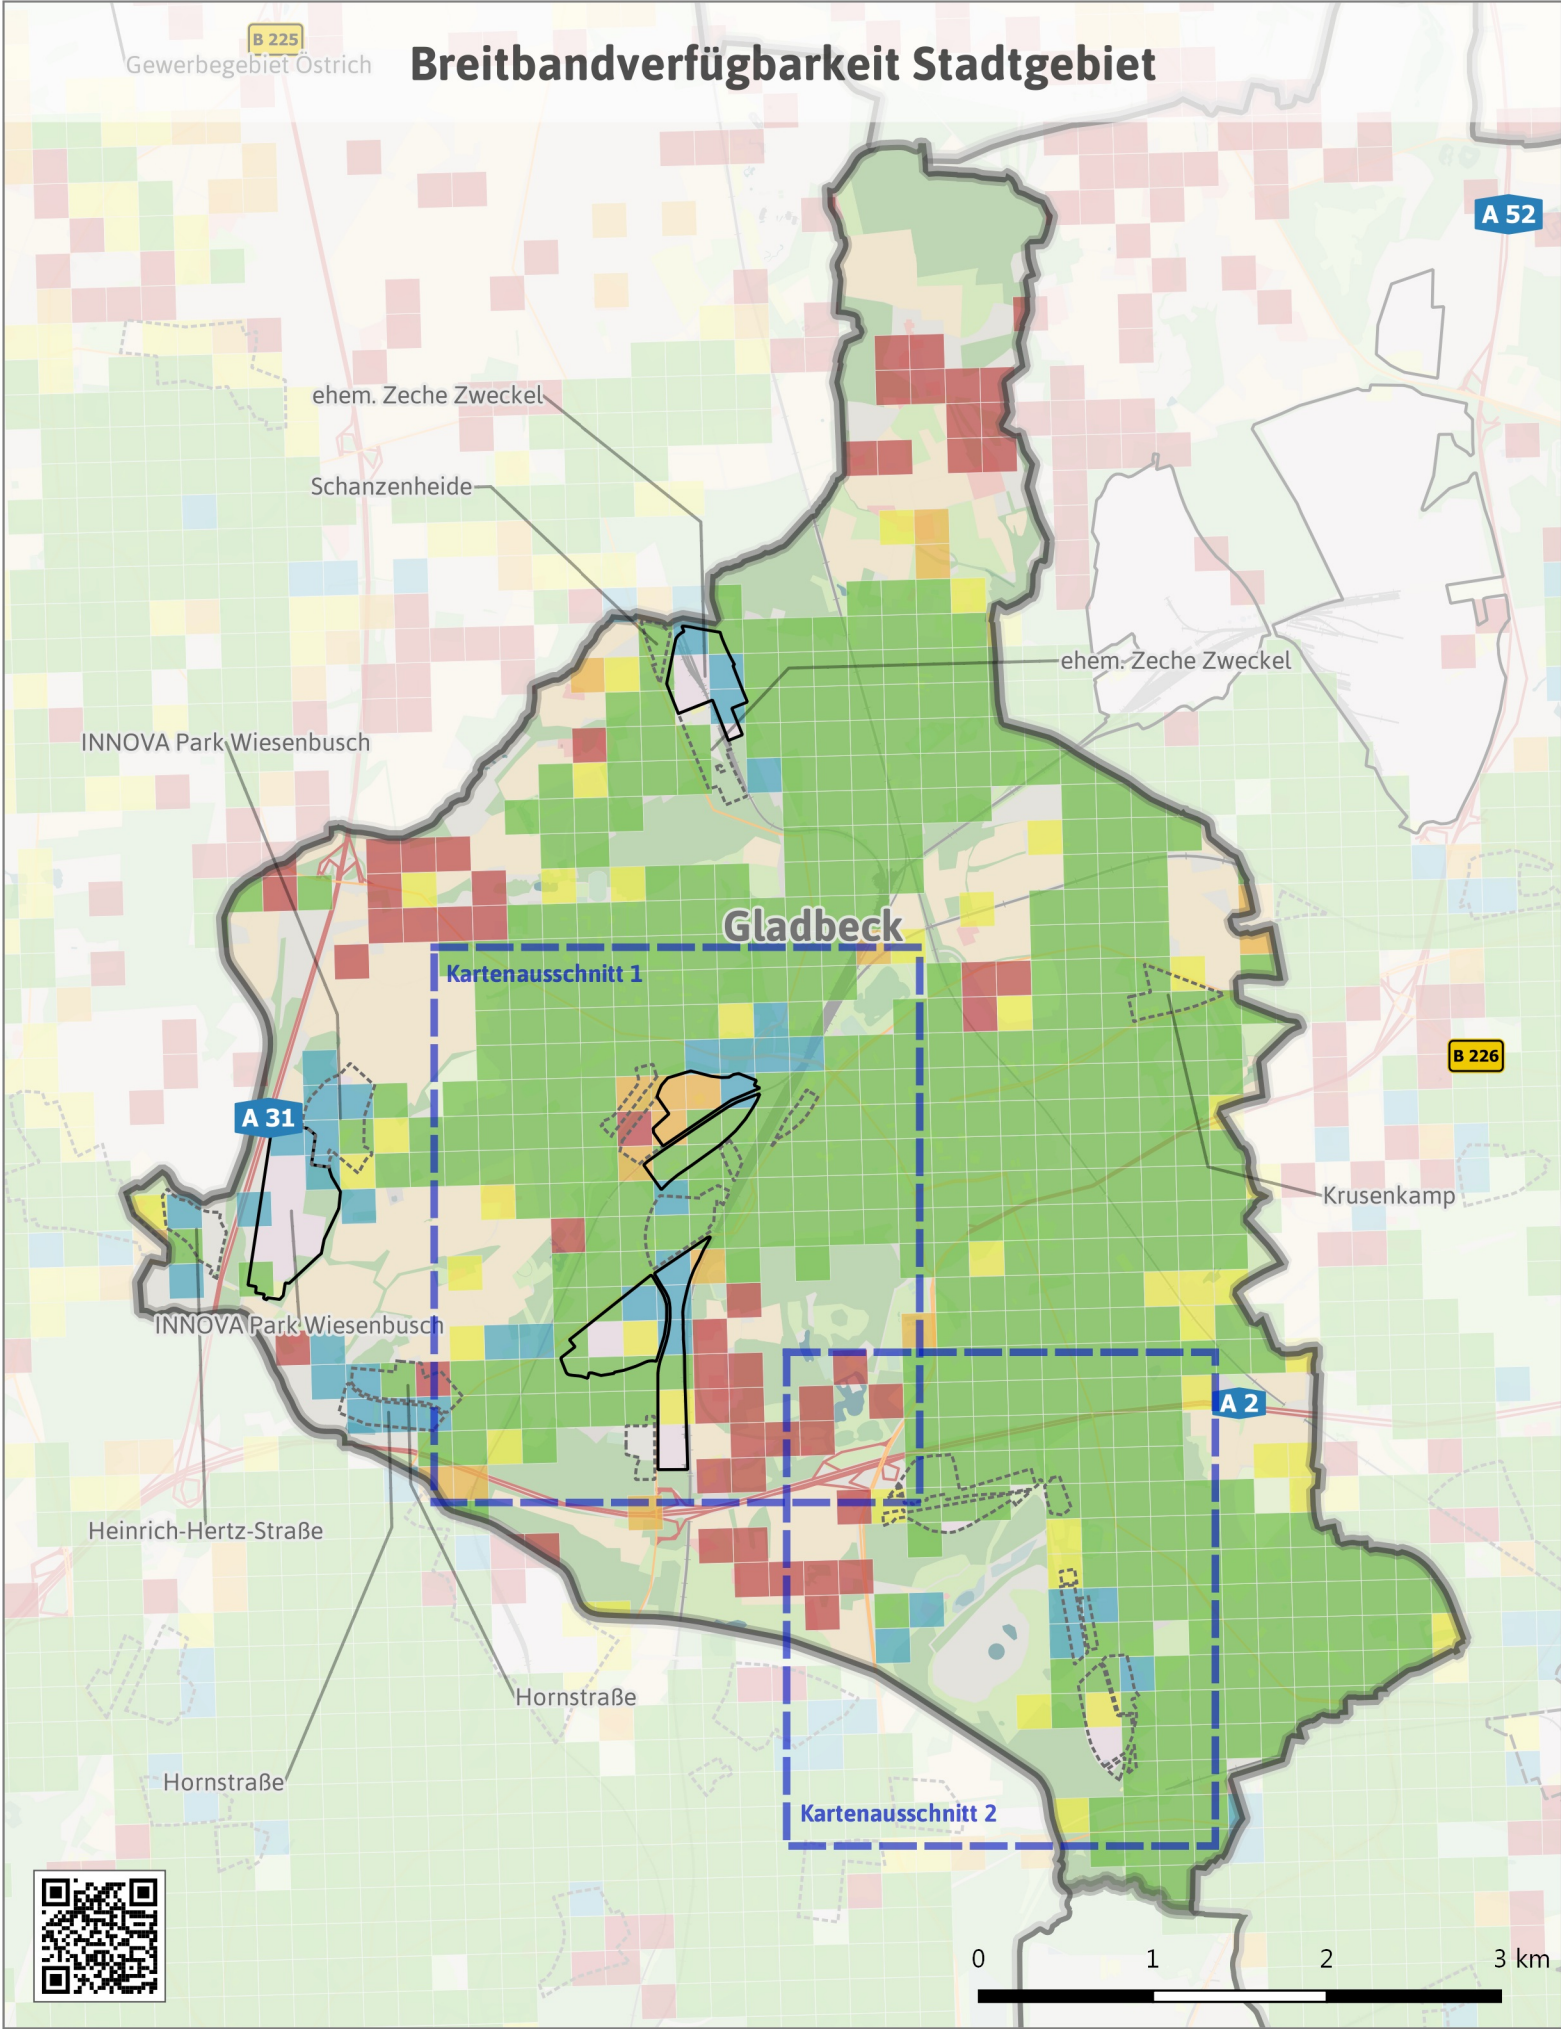 B 225
Gewerbegebiet Östrich
Breitbandverfügbarkeit Stadtgebiet
A 52
ehem. Zeche Zweckel
Schanzenheide
ehem. Zeche Zweckel
INNOVA Park Wiesenbusch
Gladbeck
Kartenausschnitt 1
B 226
A 31
Krusenkamp
INNOVA Park Wiesenbusch
A 2
Heinrich-Hertz-Straße
Hornstraße
Hornstraße
Kartenausschnitt 2
0 1 2 3 km